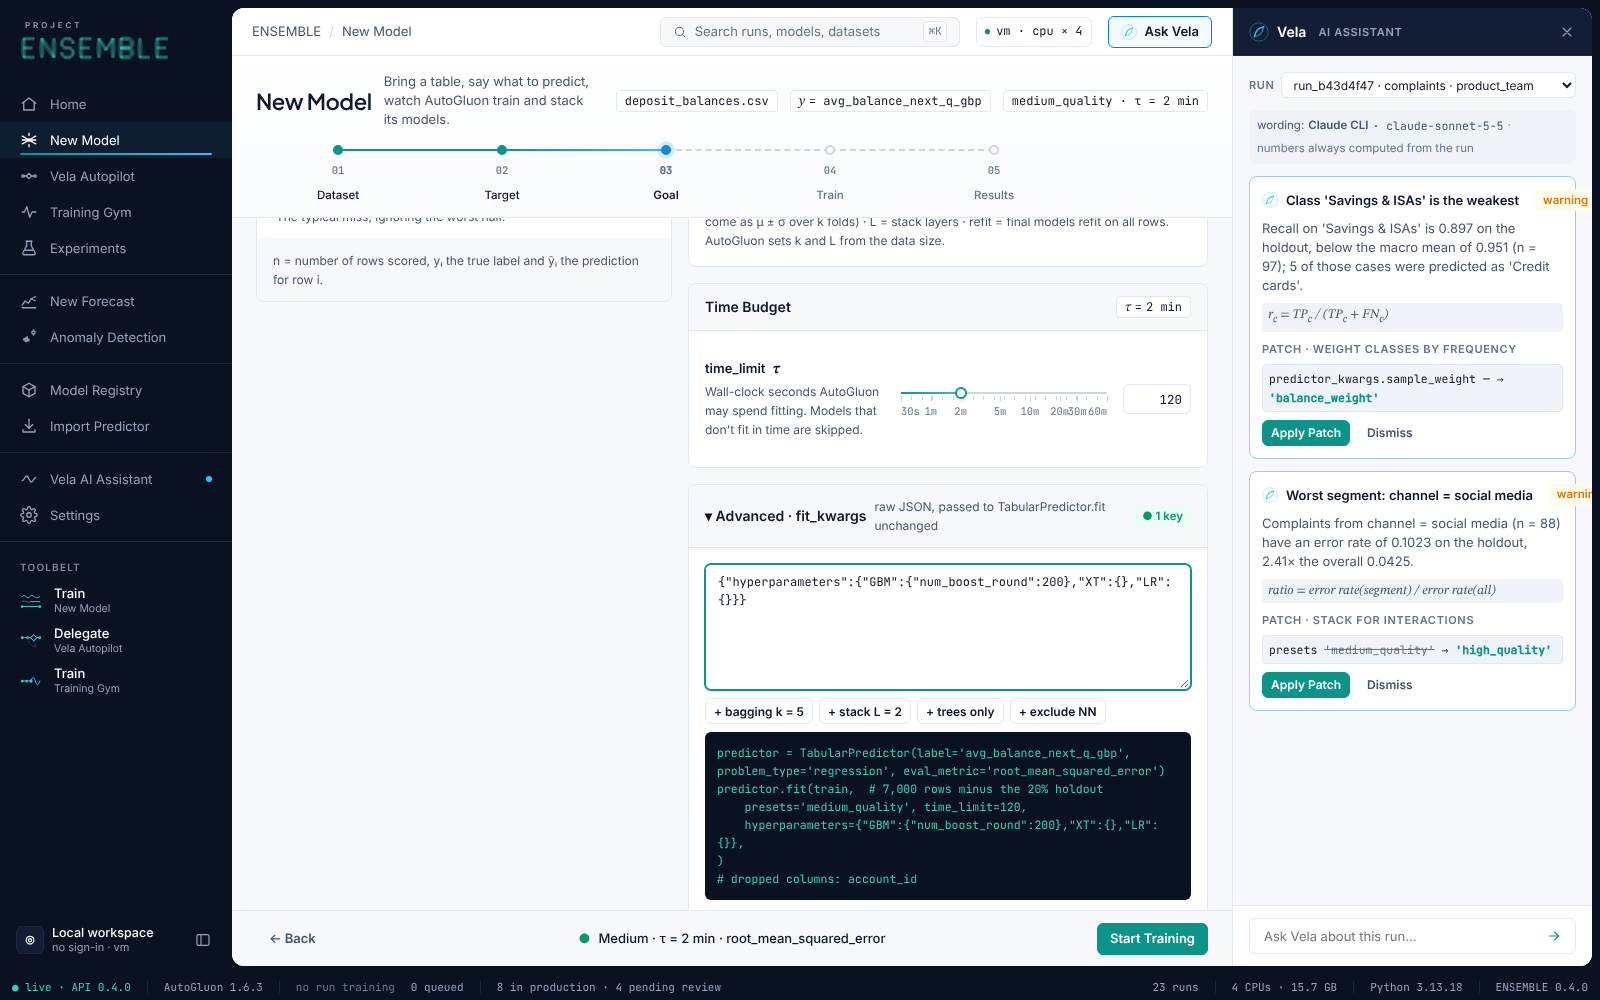 PROJECT
ENSEMBLE
Home
New Model
Vela Autopilot
Training Gym
Experiments
New Forecast
Anomaly Detection
Model Registry
Import Predictor
Vela AI Assistant
Settings
TOOLBELT
Train
New Model
Delegate
Vela Autopilot
Train
Training Gym
Local workspace
no sign-in · vm
ENSEMBLE / New Model
Search runs, models, datasets ⌘K
vm · cpu × 4
Ask Vela
New Model
Bring a table, say what to predict,
watch AutoGluon train and stack
its models.
deposit_balances.csv
y = avg_balance_next_q_gbp
medium_quality · τ = 2 min
01 02 03 04 05
Dataset Target Goal Train Results
The typical miss, ignoring the worst half.
n = number of rows scored, yᵢ the true label and ŷᵢ the prediction
for row i.
come as μ ± σ over k folds) · L = stack layers · refit = final models refit on all rows.
AutoGluon sets k and L from the data size.
Time Budget
τ = 2 min
time_limit τ
Wall-clock seconds AutoGluon
may spend fitting. Models that
don't fit in time are skipped.
30s 1m 2m 5m 10m 20m 30m 60m
120
▾ Advanced · fit_kwargs
raw JSON, passed to TabularPredictor.fit
unchanged
1 key
{"hyperparameters":{"GBM":{"num_boost_round":200},"XT":{},"LR":
{}}}
+ bagging k = 5
+ stack L = 2
+ trees only
+ exclude NN
predictor = TabularPredictor(label='avg_balance_next_q_gbp',
problem_type='regression', eval_metric='root_mean_squared_error')
predictor.fit(train,  # 7,000 rows minus the 20% holdout
    presets='medium_quality', time_limit=120,
    hyperparameters={"GBM":{"num_boost_round":200},"XT":{},"LR":
{}},
)
# dropped columns: account_id
← Back
Medium · τ = 2 min · root_mean_squared_error
Start Training
Vela AI ASSISTANT
RUN run_b43d4f47 · complaints · product_team
wording: Claude CLI · claude-sonnet-5-5 ·
numbers always computed from the run
Class 'Savings & ISAs' is the weakest
warning
Recall on 'Savings & ISAs' is 0.897 on the
holdout, below the macro mean of 0.951 (n =
97); 5 of those cases were predicted as 'Credit
cards'.
r_c = TP_c / (TP_c + FN_c)
PATCH · WEIGHT CLASSES BY FREQUENCY
predictor_kwargs.sample_weight — →
'balance_weight'
Apply Patch
Dismiss
Worst segment: channel = social media
warnin
Complaints from channel = social media (n = 88)
have an error rate of 0.1023 on the holdout,
2.41× the overall 0.0425.
ratio = error rate(segment) / error rate(all)
PATCH · STACK FOR INTERACTIONS
presets 'medium_quality' → 'high_quality'
Apply Patch
Dismiss
Ask Vela about this run... →
live · API 0.4.0
AutoGluon 1.6.3
no run training 0 queued
8 in production · 4 pending review
23 runs
4 CPUs · 15.7 GB
Python 3.13.18
ENSEMBLE 0.4.0